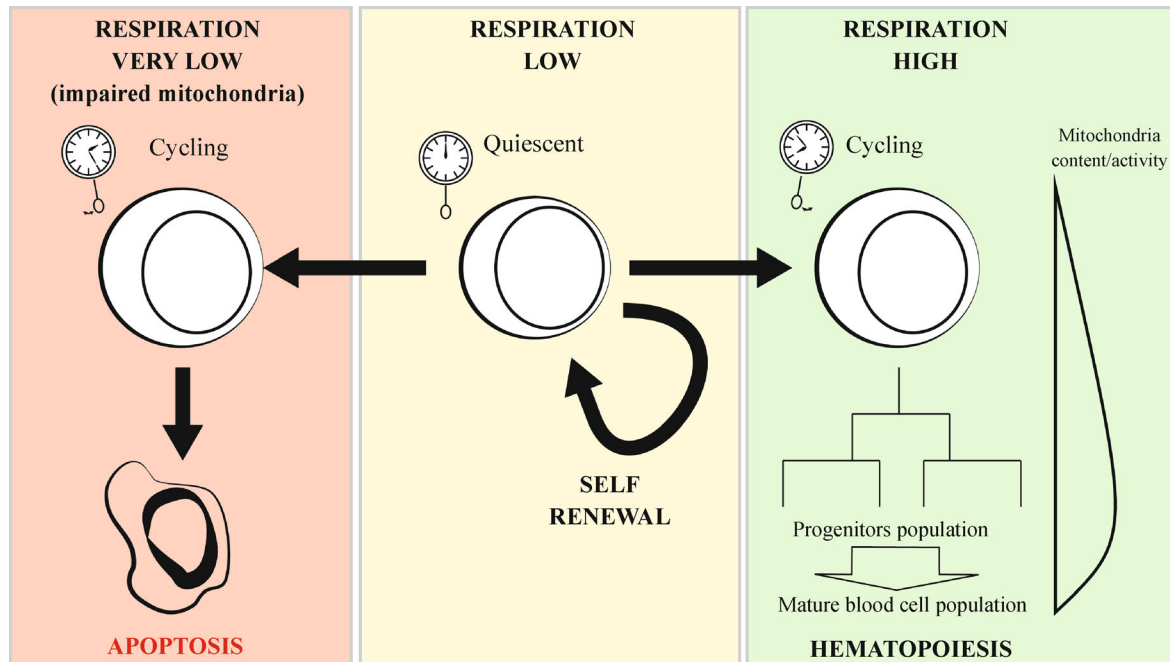 RESPIRATION
VERY LOW
(impaired mitochondria)
Cycling
APOPTOSIS
RESPIRATION
LOW
Quiescent
SELF
RENEWAL
RESPIRATION
HIGH
Cycling
Mitochondria
content/activity
Progenitors population
Mature blood cell population
HEMATOPOIESIS